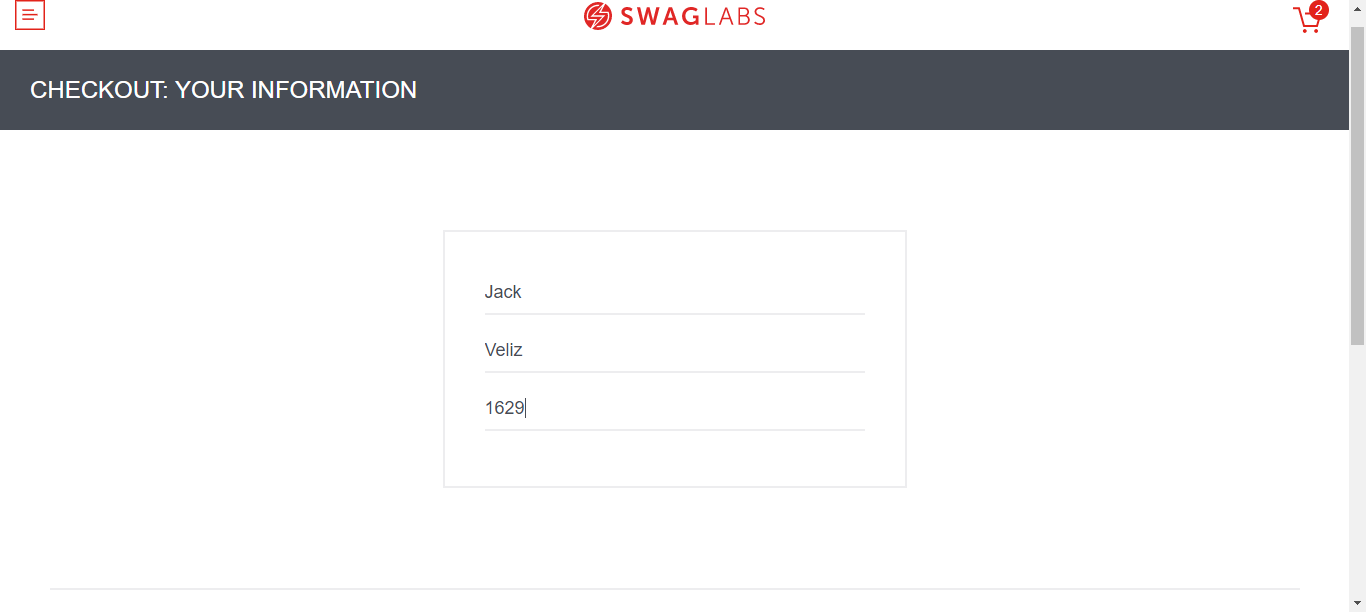 SWAGLABS
2
CHECKOUT: YOUR INFORMATION
Jack
Veliz
1629